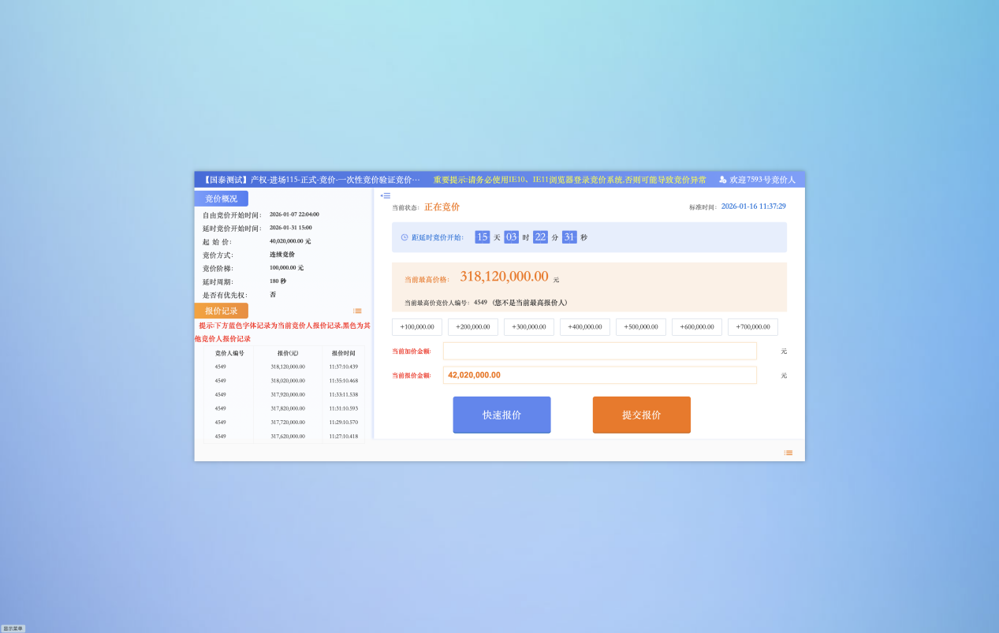 【国泰测试】产权-进场115-正式-竞价-一次性竞价验证竞价…
重要提示:请务必使用IE10、IE11浏览器登录竞价系统,否则可能导致竞价异常
欢迎7593号竞价人
竞价概况
自由竞价开始时间： 2026-01-07 22:04:00
延时竞价开始时间： 2026-01-31 15:00
起 始 价： 40,020,000.00 元
竞价方式： 连续竞价
竞价阶梯： 100,000.00 元
延时周期： 180 秒
是否有优先权： 否
报价记录
提示:下方蓝色字体记录为当前竞价人报价记录,黑色为其
他竞价人报价记录
竞价人编号 报价(元) 报价时间
4549 318,120,000.00 11:37:10.439
4549 318,020,000.00 11:35:10.468
4549 317,920,000.00 11:33:11.538
4549 317,820,000.00 11:31:10.593
4549 317,720,000.00 11:29:10.570
4549 317,620,000.00 11:27:10.418
当前状态: 正在竞价
标准时间： 2026-01-16 11:37:29
距延时竞价开始： 15 天 03 时 22 分 31 秒
当前最高价格： 318,120,000.00 元
当前最高价竞价人编号： 4549 （您不是当前最高报价人）
+100,000.00 +200,000.00 +300,000.00 +400,000.00 +500,000.00 +600,000.00 +700,000.00
当前加价金额: 元
当前报价金额: 42,020,000.00 元
快速报价 提交报价
显示菜单